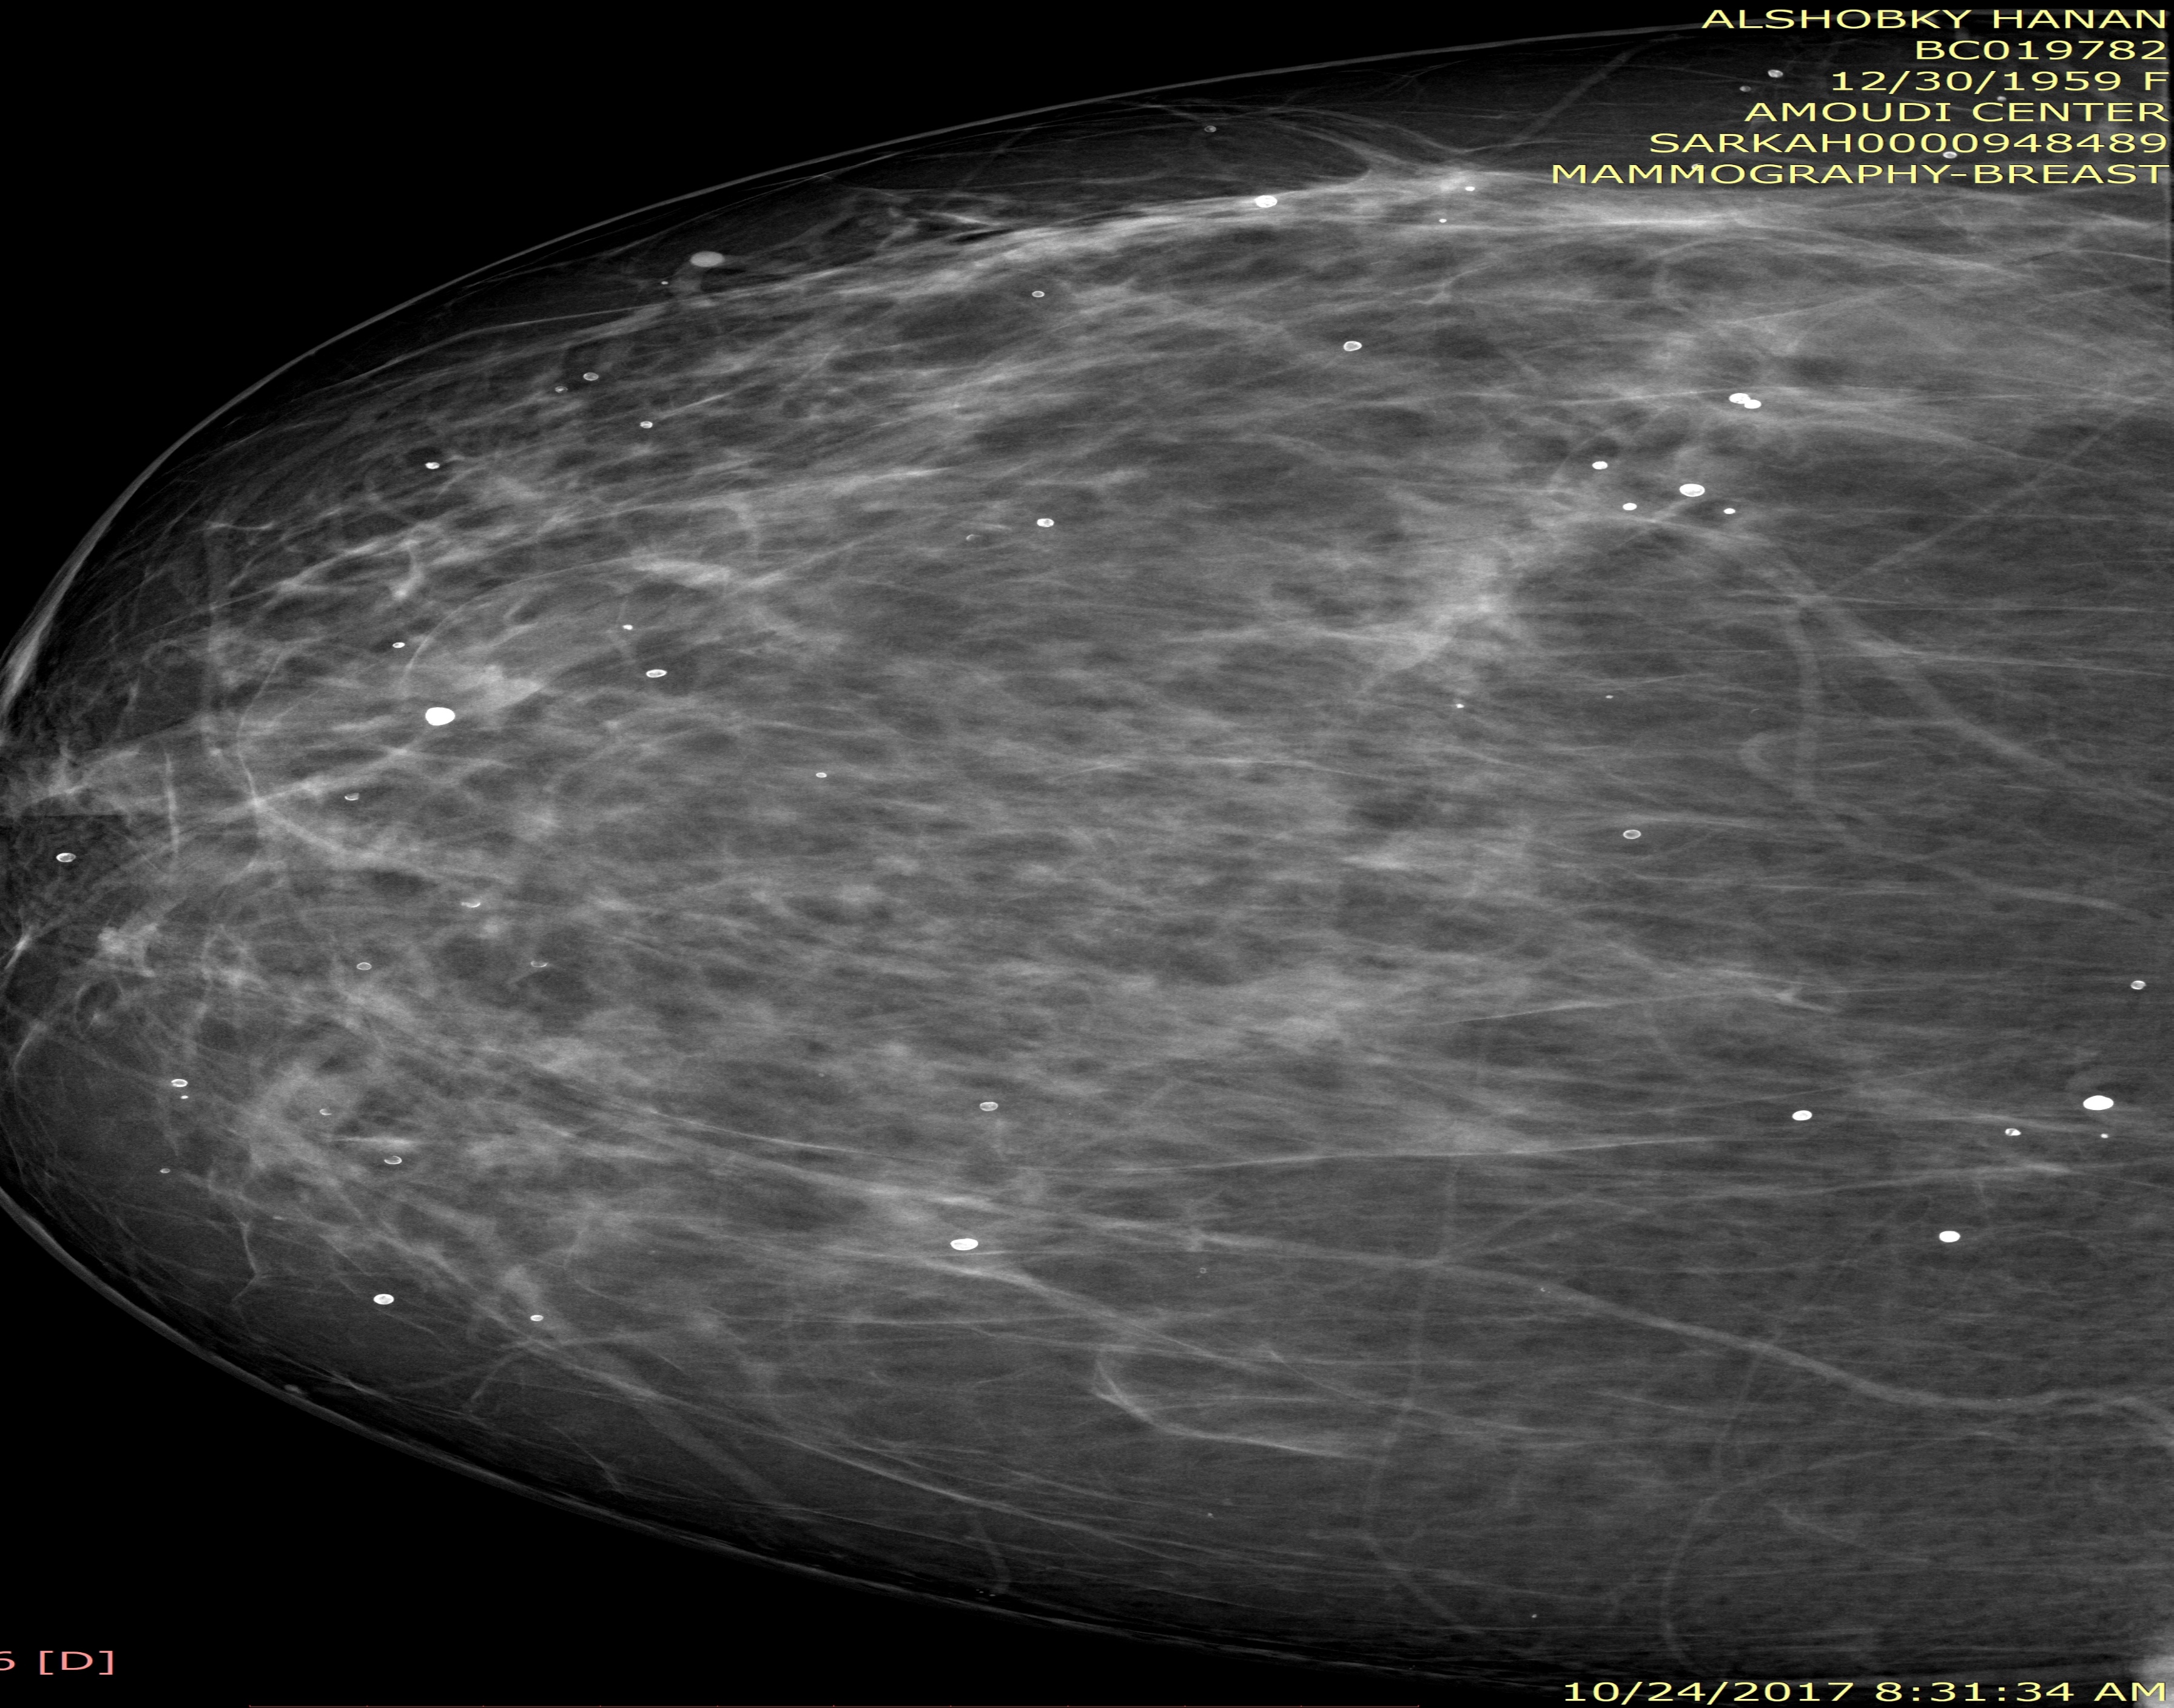 ALSHOBKY HANAN
BC019782
12/30/1959 F
AMOUDI CENTER
SARKAH0000948489
MAMMOGRAPHY-BREAST
[D]
10/24/2017 8:31:34 AM